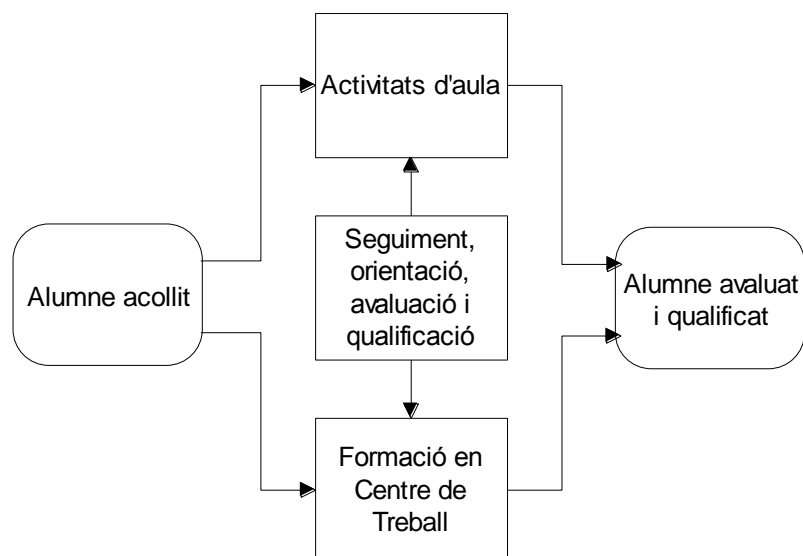 Activitats d'aula
Alumne acollit
Seguiment,
orientació,
avaluació i
qualificació
Alumne avaluat
i qualificat
Formació en
Centre de
Treball